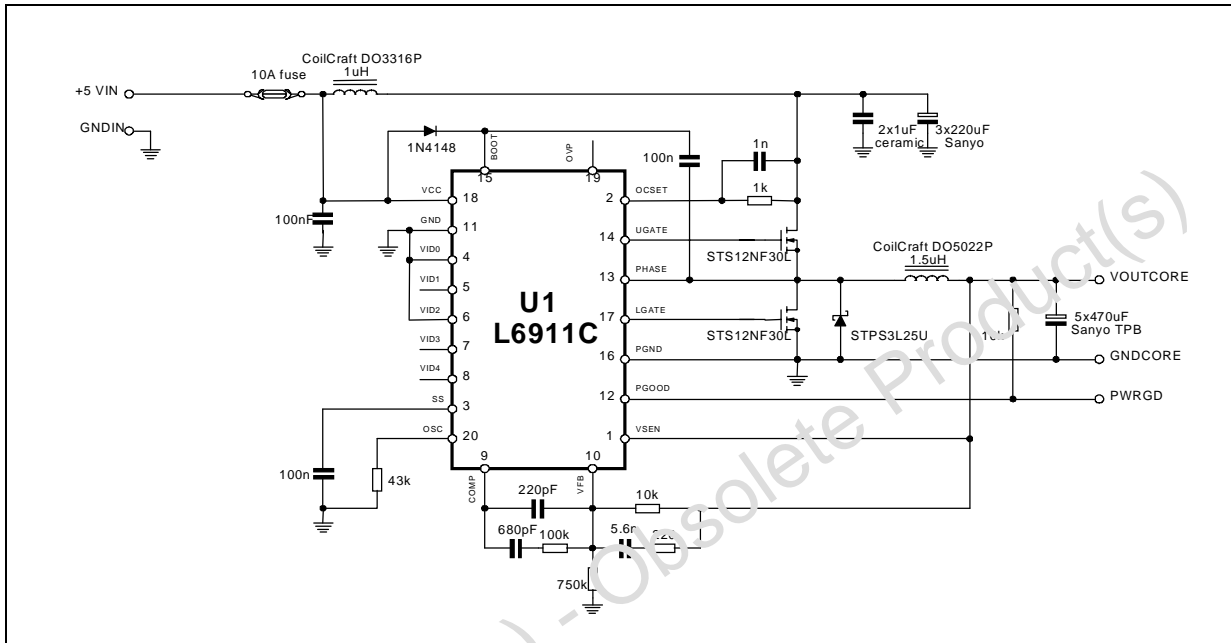 CoilCraft DO3316P
1uH
10A fuse
+5 VIN
GNDIN
1N4148
BOOT
OVP
15
19
100n
1n
1k
2x1uF
ceramic
3x220uF
Sanyo
VCC
18
100nF
GND
11
VID0
4
VID1
5
VID2
6
VID3
7
VID4
8
SS
3
OSC
20
U1
L6911C
2
OCSET
14
UGATE
13
PHASE
17
LGATE
16
PGND
12
PGOOD
1
VSEN
STS12NF30L
STS12NF30L
STPS3L25U
CoilCraft DO5022P
1.5uH
5x470uF
Sanyo TPB
VOUTCORE
GNDCORE
PWRGD
100n
43k
9
10
COMP
VFB
220pF
10k
680pF
100k
5.6n
750k
) - Obsolete Product(s)